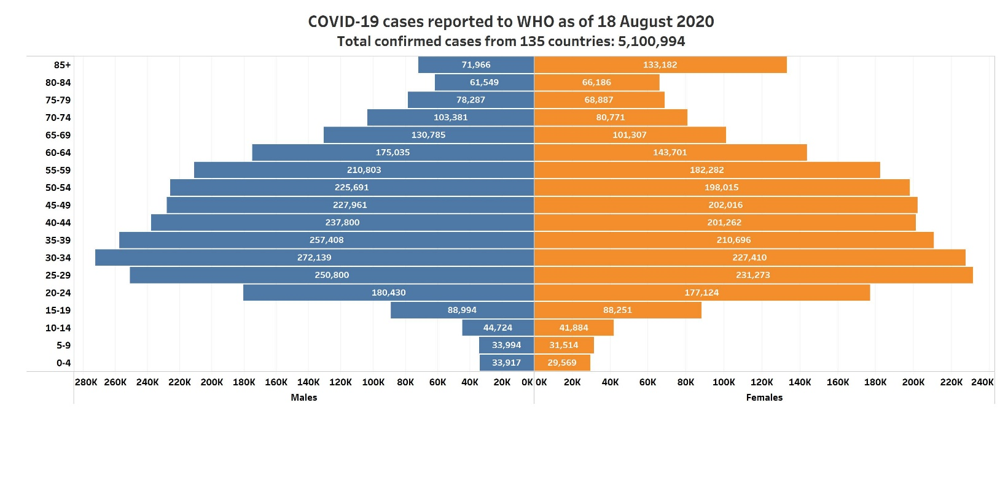 COVID-19 cases reported to WHO as of 18 August 2020
Total confirmed cases from 135 countries: 5,100,994
85+ 71,966 133,182
80-84 61,549 66,186
75-79 78,287 68,887
70-74 103,381 80,771
65-69 130,785 101,307
60-64 175,035 143,701
55-59 210,803 182,282
50-54 225,691 198,015
45-49 227,961 202,016
40-44 237,800 201,262
35-39 257,408 210,696
30-34 272,139 227,410
25-29 250,800 231,273
20-24 180,430 177,124
15-19 88,994 88,251
10-14 44,724 41,884
5-9 33,994 31,514
0-4 33,917 29,569
280K 260K 240K 220K 200K 180K 160K 140K 120K 100K 80K 60K 40K 20K 0K 0K 20K 40K 60K 80K 100K 120K 140K 160K 180K 200K 220K 240K
Males Females